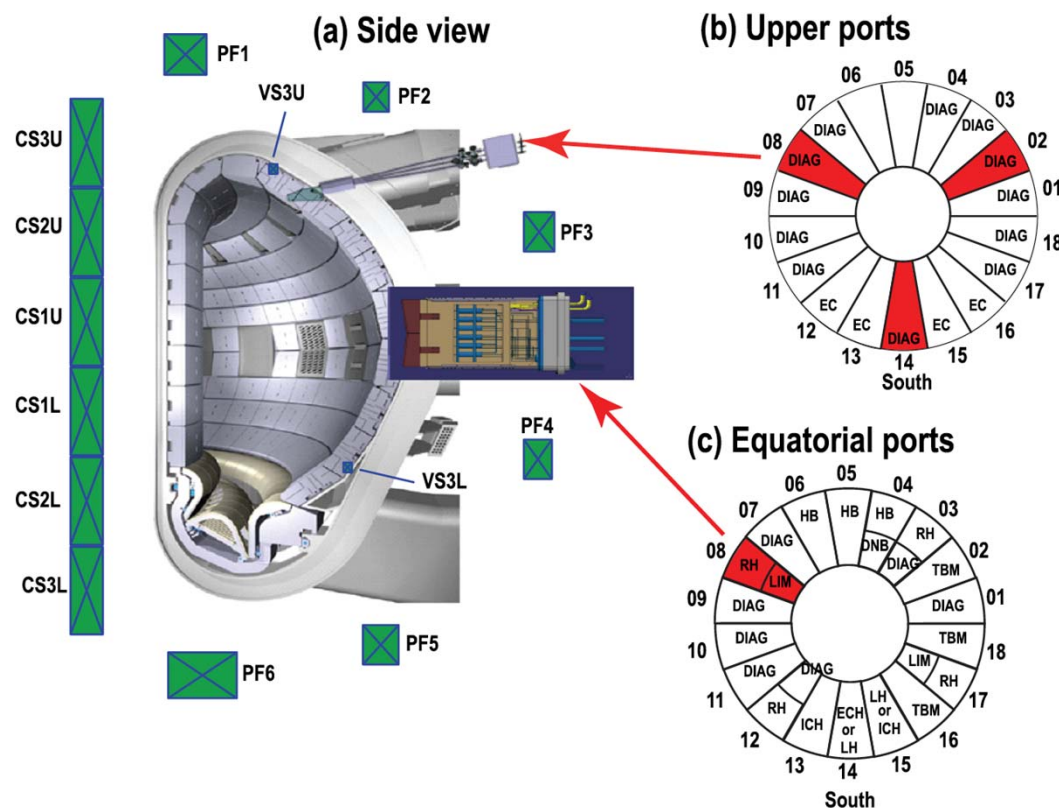 (a) Side view
PF1
PF2
VS3U
CS3U
CS2U
CS1U
CS1L
CS2L
CS3L
PF3
PF4
VS3L
PF5
PF6
(b) Upper ports
05
04
03
02
01
18
17
16
15
14
13
12
11
10
09
08
07
06
DIAG
DIAG
DIAG
DIAG
DIAG
DIAG
EC
DIAG
EC
EC
DIAG
DIAG
DIAG
DIAG
DIAG
South
(c) Equatorial ports
05
04
03
02
01
18
17
16
15
14
13
12
11
10
09
08
07
06
HB
HB
DNB
RH
DIAG
TBM
DIAG
TBM
LIM
RH
TBM
LH
or
ICH
ECH
or
LH
ICH
DIAG
RH
DIAG
DIAG
DIAG
RH
LIM
DIAG
HB
South